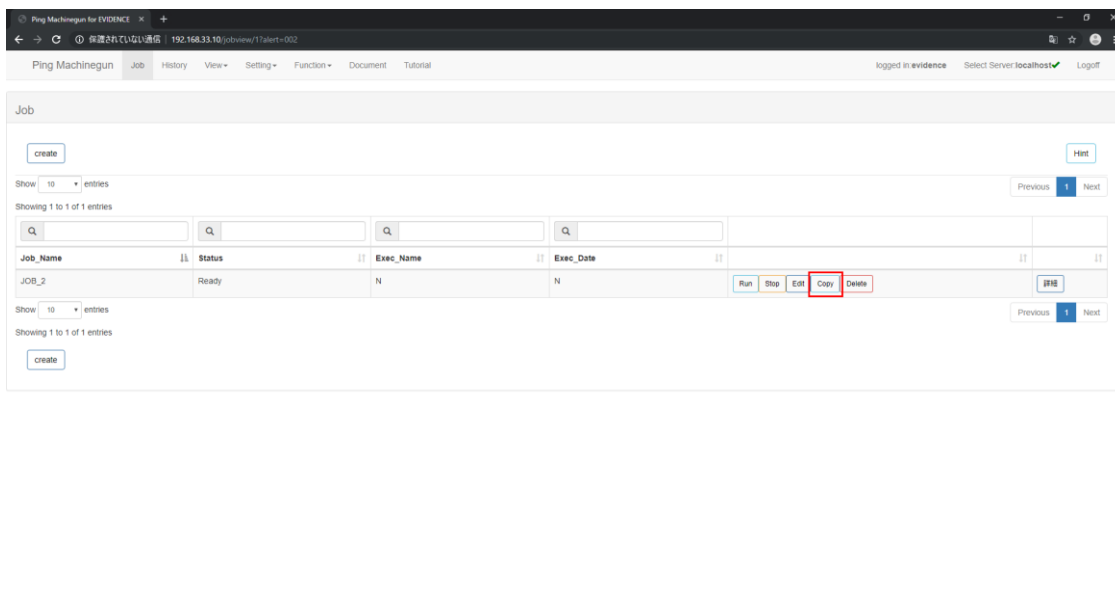 Ping Machinegun for EVIDENCE
保護されていない通信 | 192.168.33.10/jobview/1?alert=002
Ping Machinegun Job History View Setting Function Document Tutorial logged in:evidence Select Server:localhost Logoff
Job
create Hint
Show 10 entries Previous 1 Next
Showing 1 to 1 of 1 entries
Job_Name Status Exec_Name Exec_Date
JOB_2 Ready N N Run Stop Edit Copy Delete 詳細
Show 10 entries Previous 1 Next
Showing 1 to 1 of 1 entries
create